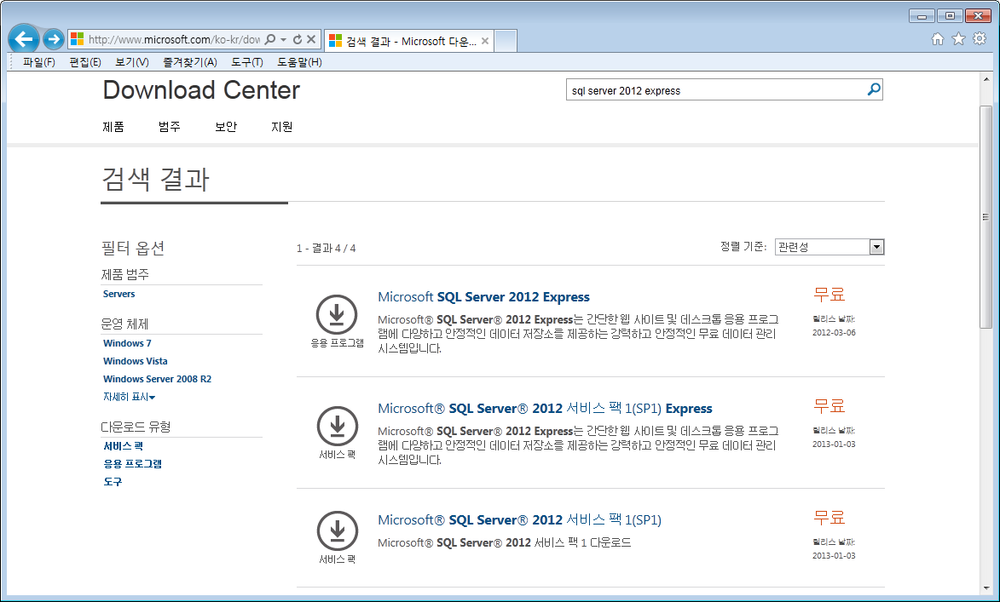 http://www.microsoft.com/ko-kr/dov
검색 결과 - Microsoft 다운...
파일(F) 편집(E) 보기(V) 즐겨찾기(A) 도구(T) 도움말(H)
Download Center
sql server 2012 express
제품 범주 보안 지원
검색 결과
필터 옵션
제품 범주
Servers
운영 체제
Windows 7
Windows Vista
Windows Server 2008 R2
자세히 표시
다운로드 유형
서비스 팩
응용 프로그램
도구
1 - 결과 4 / 4
정렬 기준: 관련성
응용 프로그램
Microsoft SQL Server 2012 Express
Microsoft® SQL Server® 2012 Express는 간단한 웹 사이트 및 데스크톱 응용 프로그
램에 다양하고 안정적인 데이터 저장소를 제공하는 강력하고 안정적인 무료 데이터 관리
시스템입니다.
무료
릴리스 날짜:
2012-03-06
서비스 팩
Microsoft® SQL Server® 2012 서비스 팩 1(SP1) Express
Microsoft® SQL Server® 2012 Express는 간단한 웹 사이트 및 데스크톱 응용 프로그
램에 다양하고 안정적인 데이터 저장소를 제공하는 강력하고 안정적인 무료 데이터 관리
시스템입니다.
무료
릴리스 날짜:
2013-01-03
서비스 팩
Microsoft® SQL Server® 2012 서비스 팩 1(SP1)
Microsoft® SQL Server® 2012 서비스 팩 1 다운로드
무료
릴리스 날짜:
2013-01-03